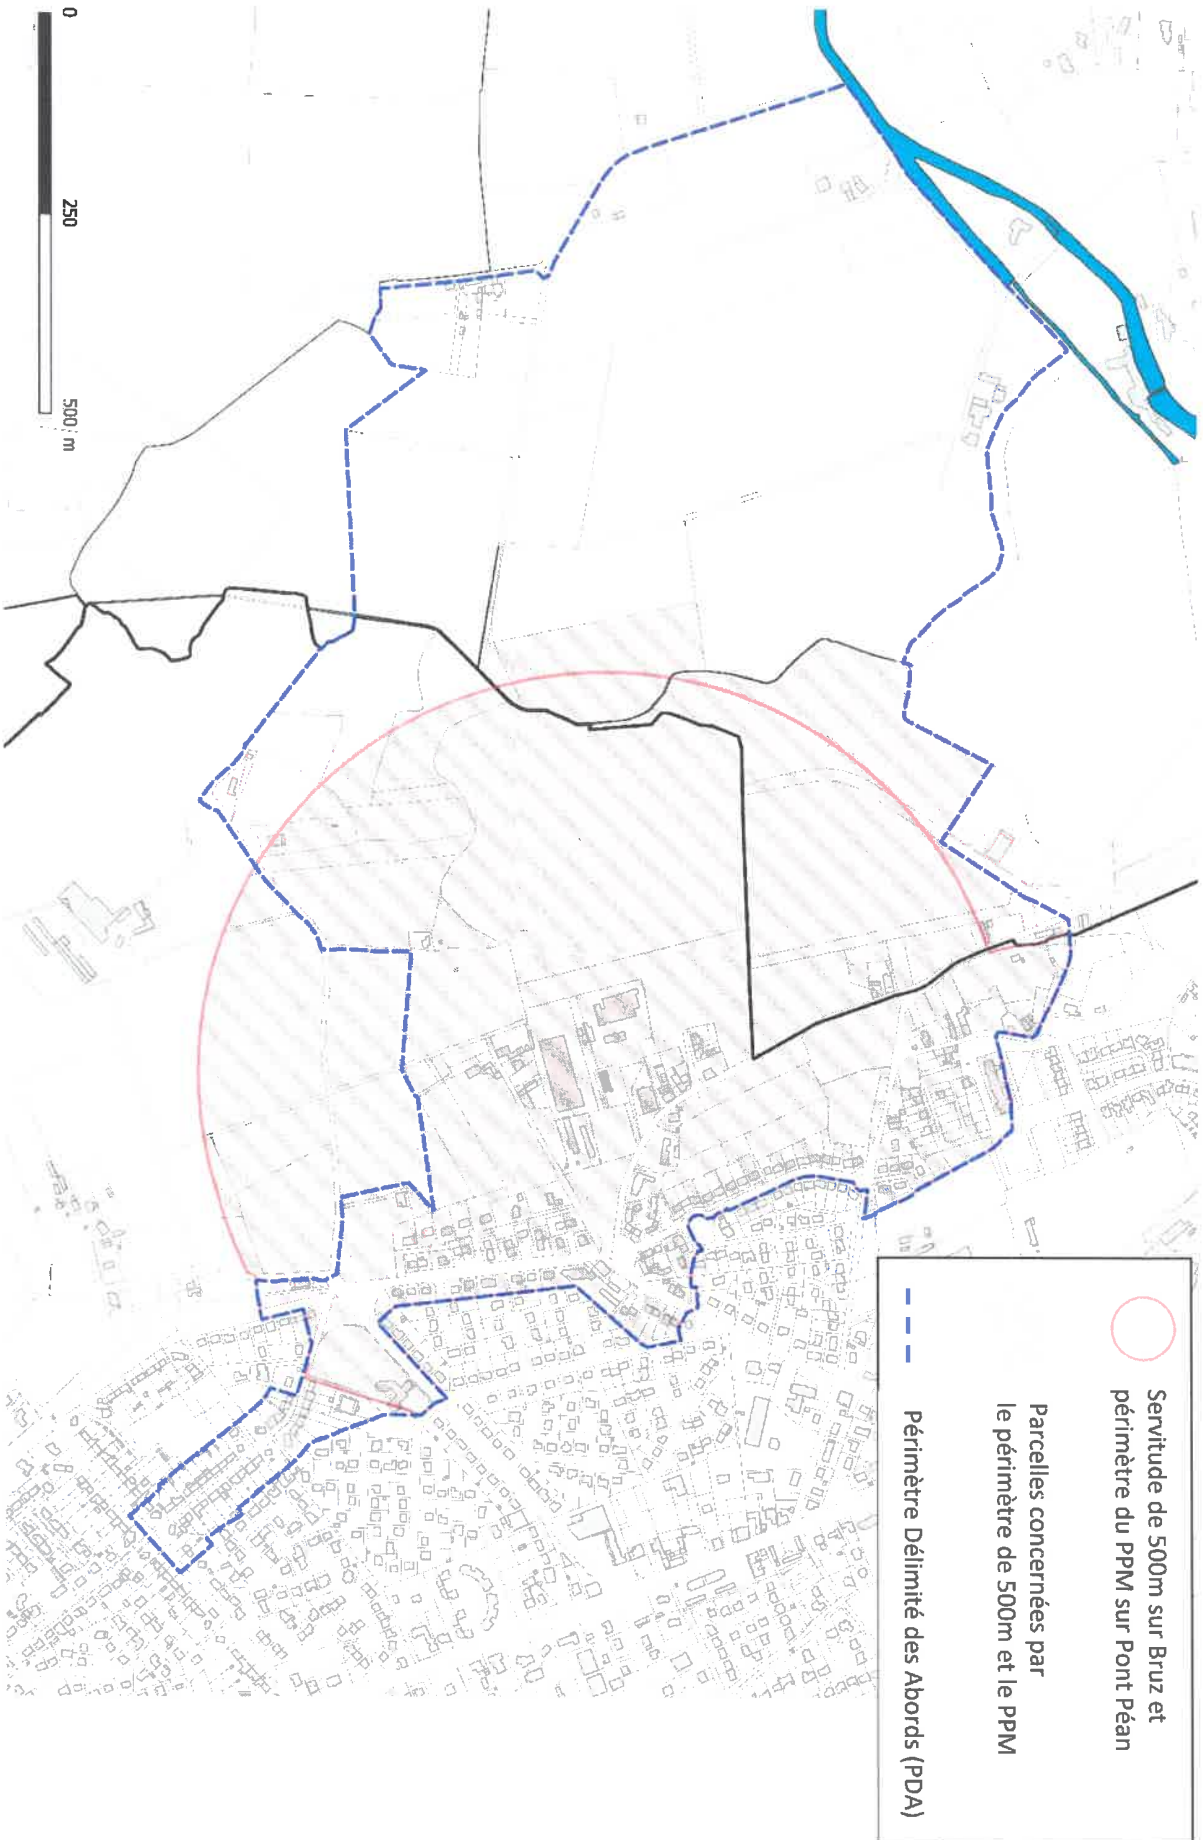 Servitude de 500m sur Bruz et
périmètre du PPM sur Pont Péan
Parcelles concernées par
le périmètre de 500m et le PPM
Périmètre Délimité des Abords (PDA)
0
250
500 m